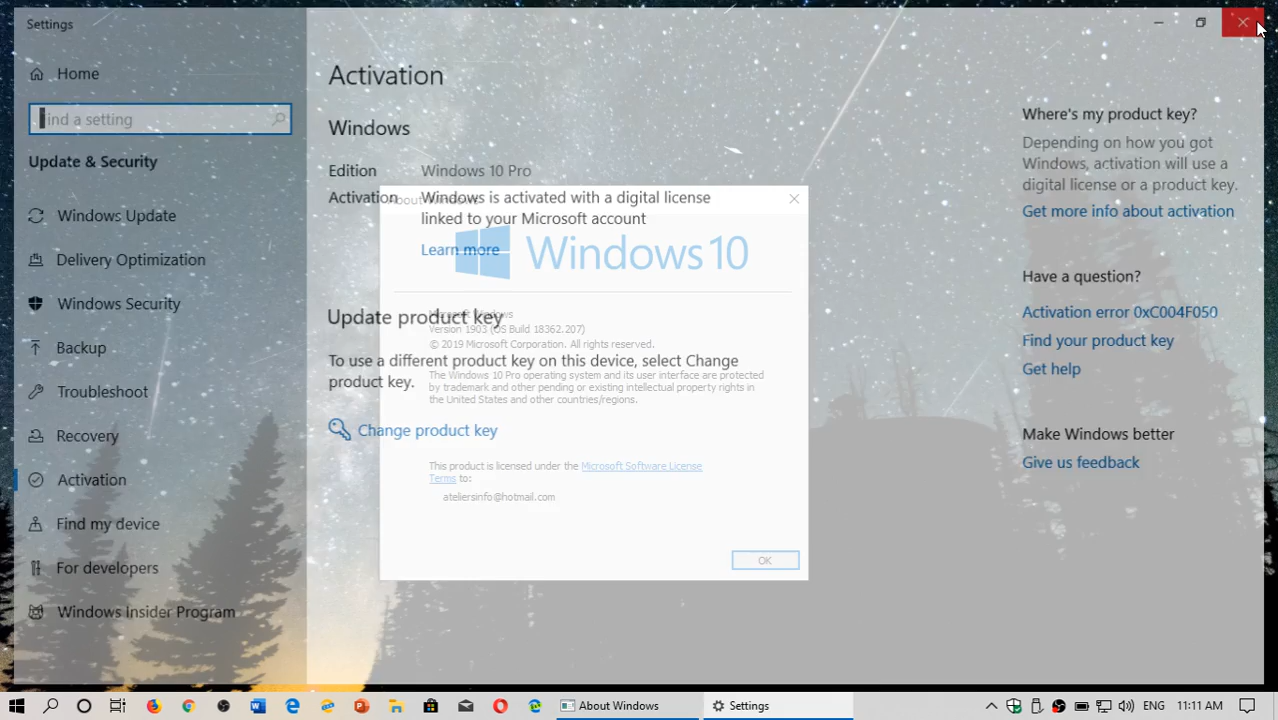 Settings
Home
Find a setting
Update & Security
Windows Update
Delivery Optimization
Windows Security
Backup
Troubleshoot
Recovery
Activation
Find my device
For developers
Windows Insider Program
Activation
Windows
Edition Windows 10 Pro
Activation Windows is activated with a digital license
linked to your Microsoft account
Learn more
Update product key
To use a different product key on this device, select Change
product key.
Change product key
Where's my product key?
Depending on how you got
Windows, activation will use a
digital license or a product key.
Get more info about activation
Have a question?
Activation error 0xC004F050
Find your product key
Get help
Make Windows better
Give us feedback
About Windows
Windows 10
Microsoft Windows
Version 1903 (OS Build 18362.207)
© 2019 Microsoft Corporation. All rights reserved.
The Windows 10 Pro operating system and its user interface are protected
by trademark and other pending or existing intellectual property rights in
the United States and other countries/regions.
This product is licensed under the Microsoft Software License
Terms to:
ateliersinfo@hotmail.com
OK
About Windows
Settings
ENG
11:11 AM